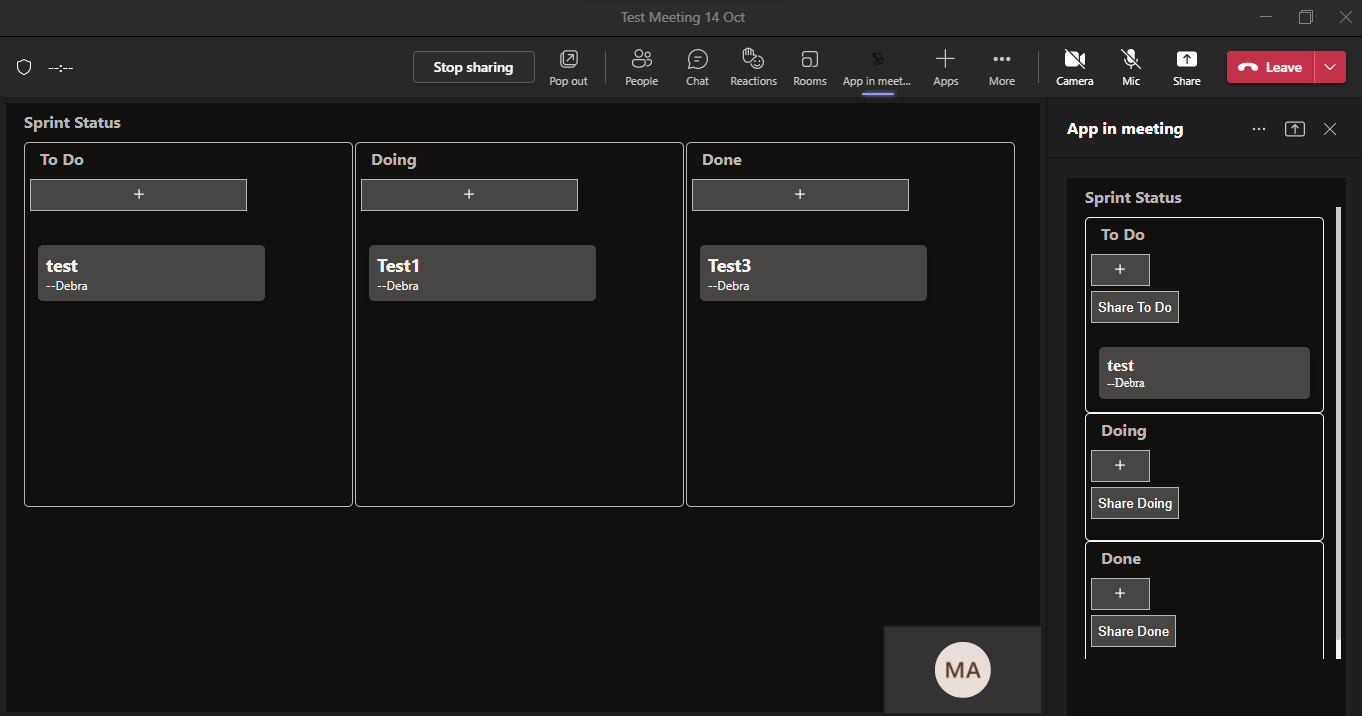 Test Meeting 14 Oct
--:--
Stop sharing
Pop out
People
Chat
Reactions
Rooms
App in meet...
Apps
More
Camera
Mic
Share
Leave
Sprint Status
To Do
Doing
Done
+
+
+
test
--Debra
Test1
--Debra
Test3
--Debra
MA
App in meeting
Sprint Status
To Do
+
Share To Do
test
--Debra
Doing
+
Share Doing
Done
+
Share Done